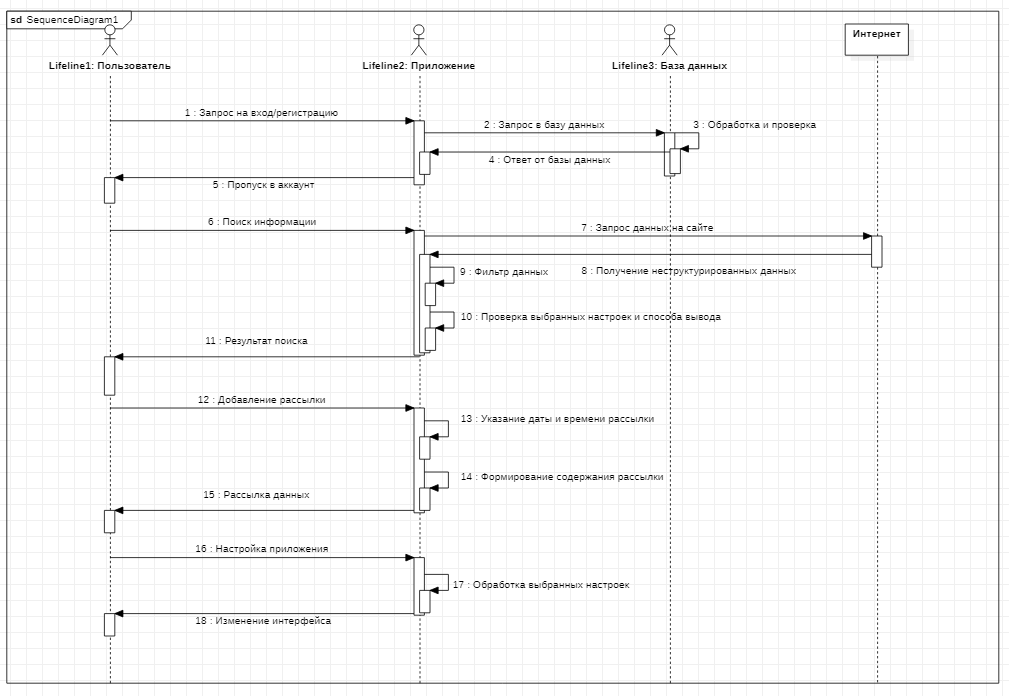 sd SequenceDiagram1
Интернет
Lifeline1: Пользователь
Lifeline2: Приложение
Lifeline3: База данных
1 : Запрос на вход/регистрацию
2 : Запрос в базу данных
3 : Обработка и проверка
4 : Ответ от базы данных
5 : Пропуск в аккаунт
6 : Поиск информации
7 : Запрос данных на сайте
8 : Получение неструктурированных данных
9 : Фильтр данных
10 : Проверка выбранных настроек и способа вывода
11 : Результат поиска
12 : Добавление рассылки
13 : Указание даты и времени рассылки
14 : Формирование содержания рассылки
15 : Рассылка данных
16 : Настройка приложения
17 : Обработка выбранных настроек
18 : Изменение интерфейса